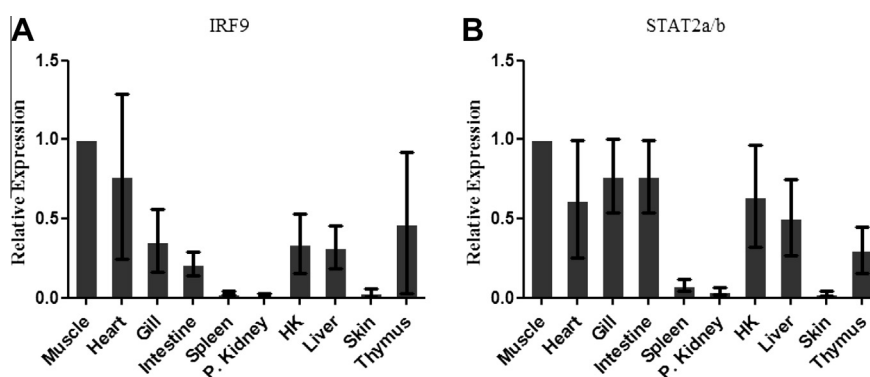 A
IRF9
Relative Expression
1.5
1.0
0.5
0.0
Muscle
Heart
Gill
Intestine
Spleen
P. Kidney
HK
Liver
Skin
Thymus
B
STAT2a/b
Relative Expression
1.5
1.0
0.5
0.0
Muscle
Heart
Gill
Intestine
Spleen
P. Kidney
HK
Liver
Skin
Thymus